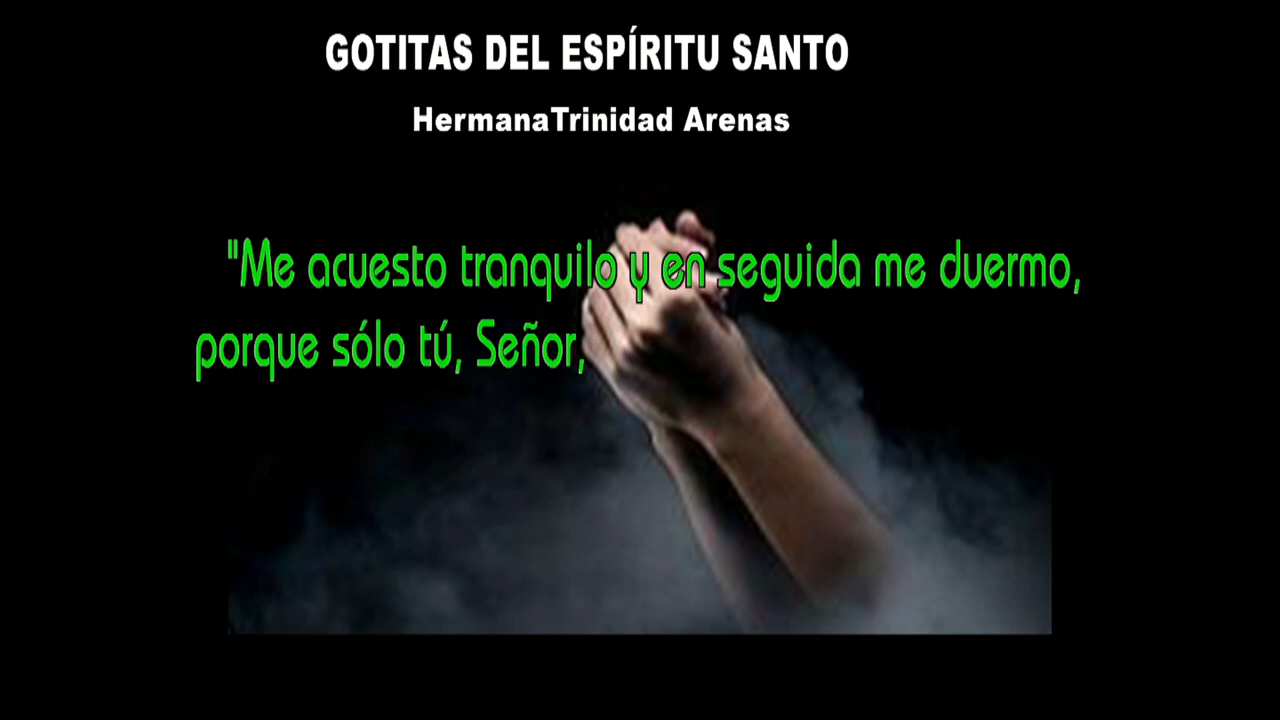 GOTITAS DEL ESPÍRITU SANTO
HermanaTrinidad Arenas
"Me acuesto tranquilo y en seguida me duermo,
porque sólo tú, Señor,